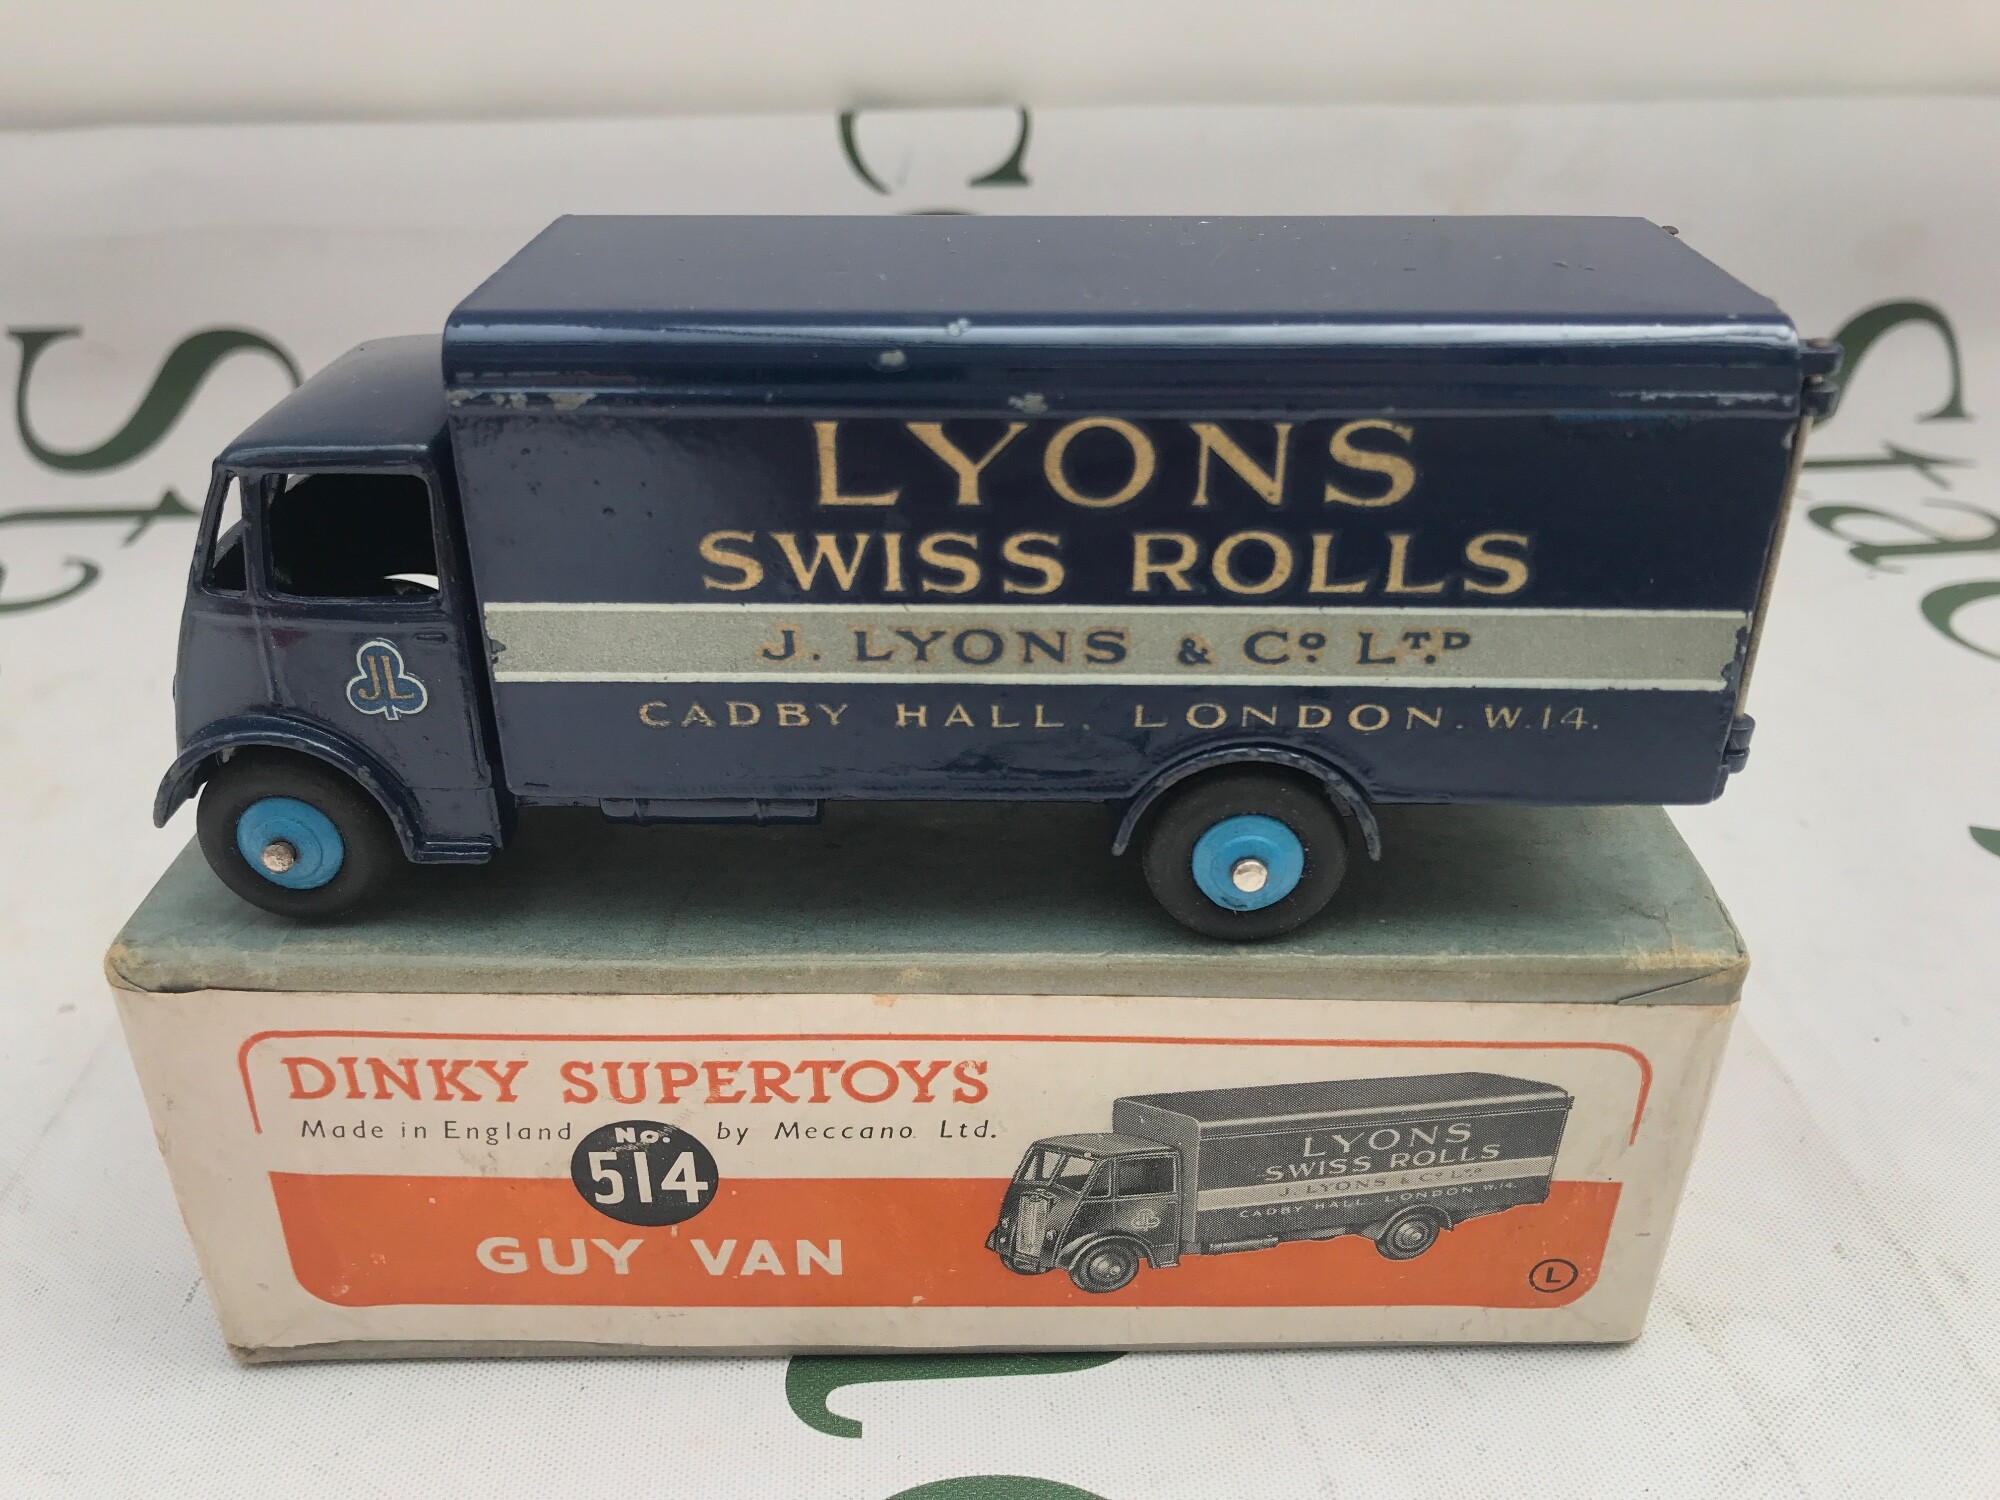 LYONS
SWISS ROLLS
J. LYONS & Cº LTD
CADBY HALL. LONDON. W.14.
JL
DINKY SUPERTOYS
Made in England No. by Meccano Ltd.
514
GUY VAN
LYONS
SWISS ROLLS
J. LYONS & Cº LTD
CADBY HALL. LONDON W.14.
JL
L